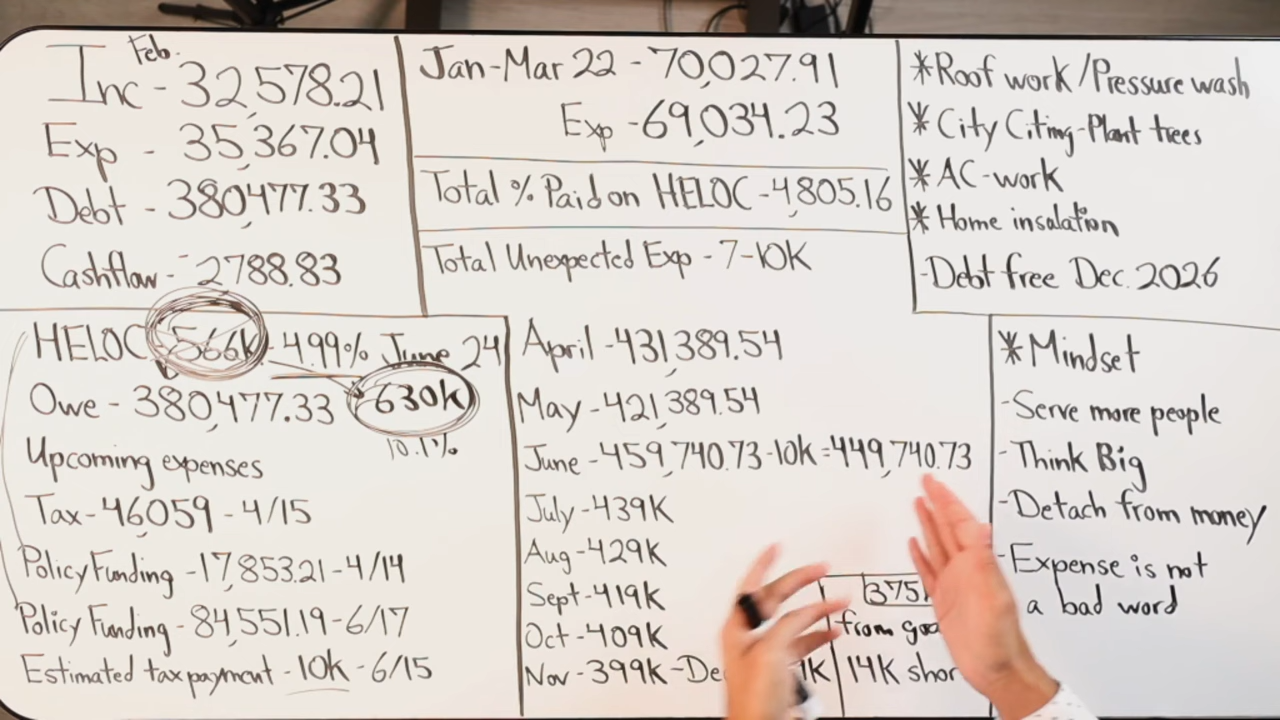 Feb.
Inc - 32,578.21
Exp - 35,367.04
Debt - 380,477.33
Cashflow - -2788.83
Jan-Mar 22 - 70,027.91
Exp - 69,034.23
Total % Paid on HELOC - 4,805.16
Total Unexpected Exp - 7-10K
*Roof work/Pressure wash
*City Citing-Plant trees
*AC-work
*Home insalation
-Debt free Dec. 2026
HELOC - 566K - 4.99% June 24
Owe - 380,477.33 630K
10.1%
Upcoming expenses
Tax - 46,059 - 4/15
Policy Funding - 17,853.21 - 4/14
Policy Funding - 84,551.19 - 6/17
Estimated tax payment - 10k - 6/15
April - 431,389.54
May - 421,389.54
June - 459,740.73-10K=449,740.73
July - 439K
Aug - 429K
Sept - 419K
Oct - 409K
Nov - 399K -
from
14K
*Mindset
-Serve more people
-Think Big
-Detach from money
-Expense is not
a bad word